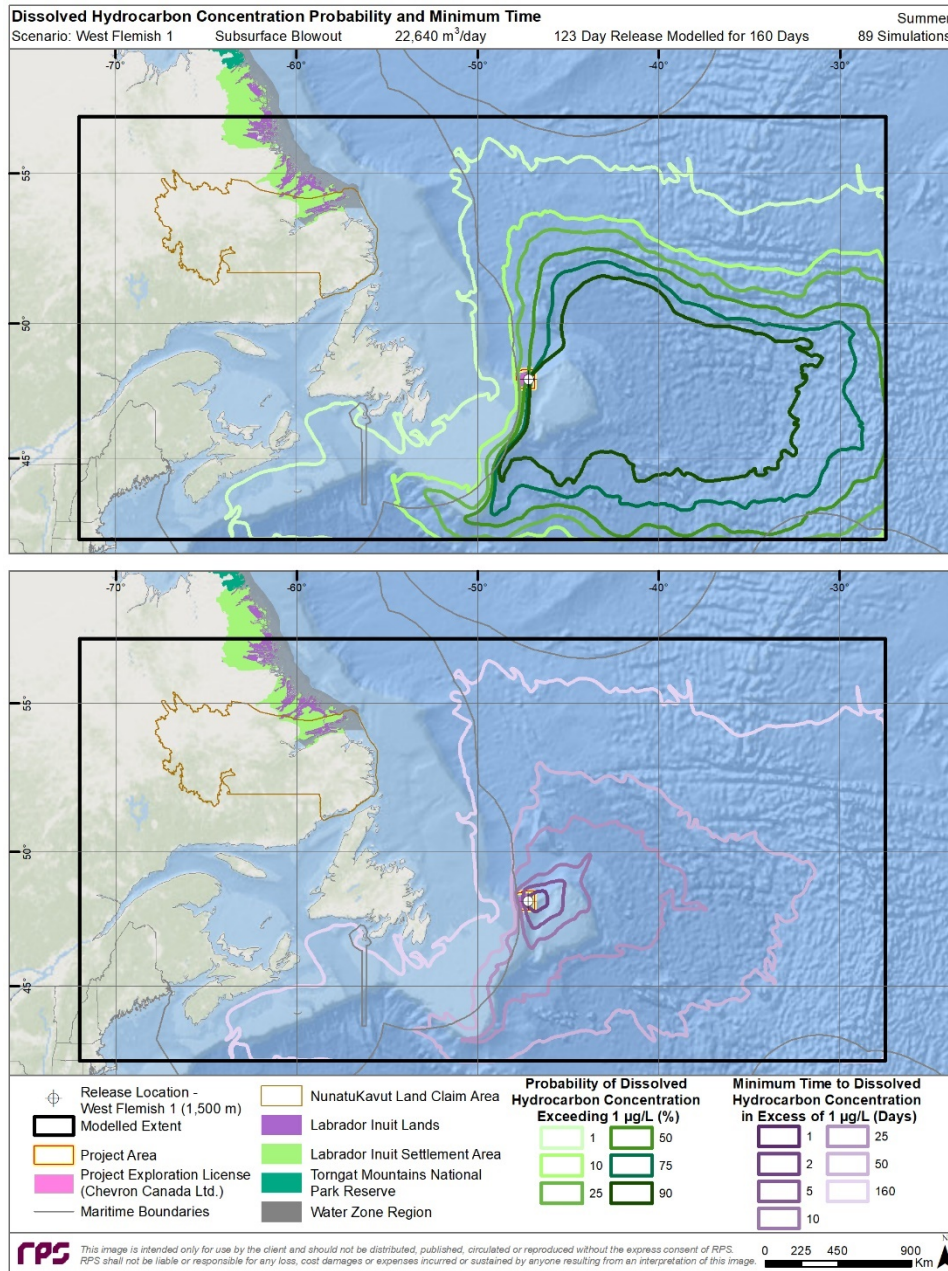 Dissolved Hydrocarbon Concentration Probability and Minimum Time
Summer
Scenario: West Flemish 1 Subsurface Blowout 22,640 m³/day 123 Day Release Modelled for 160 Days 89 Simulations
-70° -60° -50° -40° -30°
55°
50°
45°
-70° -60° -50° -40° -30°
55°
50°
45°
Release Location -
West Flemish 1 (1,500 m)
Modelled Extent
Project Area
Project Exploration License
(Chevron Canada Ltd.)
Maritime Boundaries
NunatuKavut Land Claim Area
Labrador Inuit Lands
Labrador Inuit Settlement Area
Torngat Mountains National
Park Reserve
Water Zone Region
Probability of Dissolved
Hydrocarbon Concentration
Exceeding 1 µg/L (%)
1 50
10 75
25 90
Minimum Time to Dissolved
Hydrocarbon Concentration
in Excess of 1 µg/L (Days)
1 25
2 50
5 160
10
rps
This image is intended only for use by the client and should not be distributed, published, circulated or reproduced without the express consent of RPS.
RPS shall not be liable or responsible for any loss, cost damages or expenses incurred or sustained by anyone resulting from an interpretation of this image.
0 225 450 900
Km
N